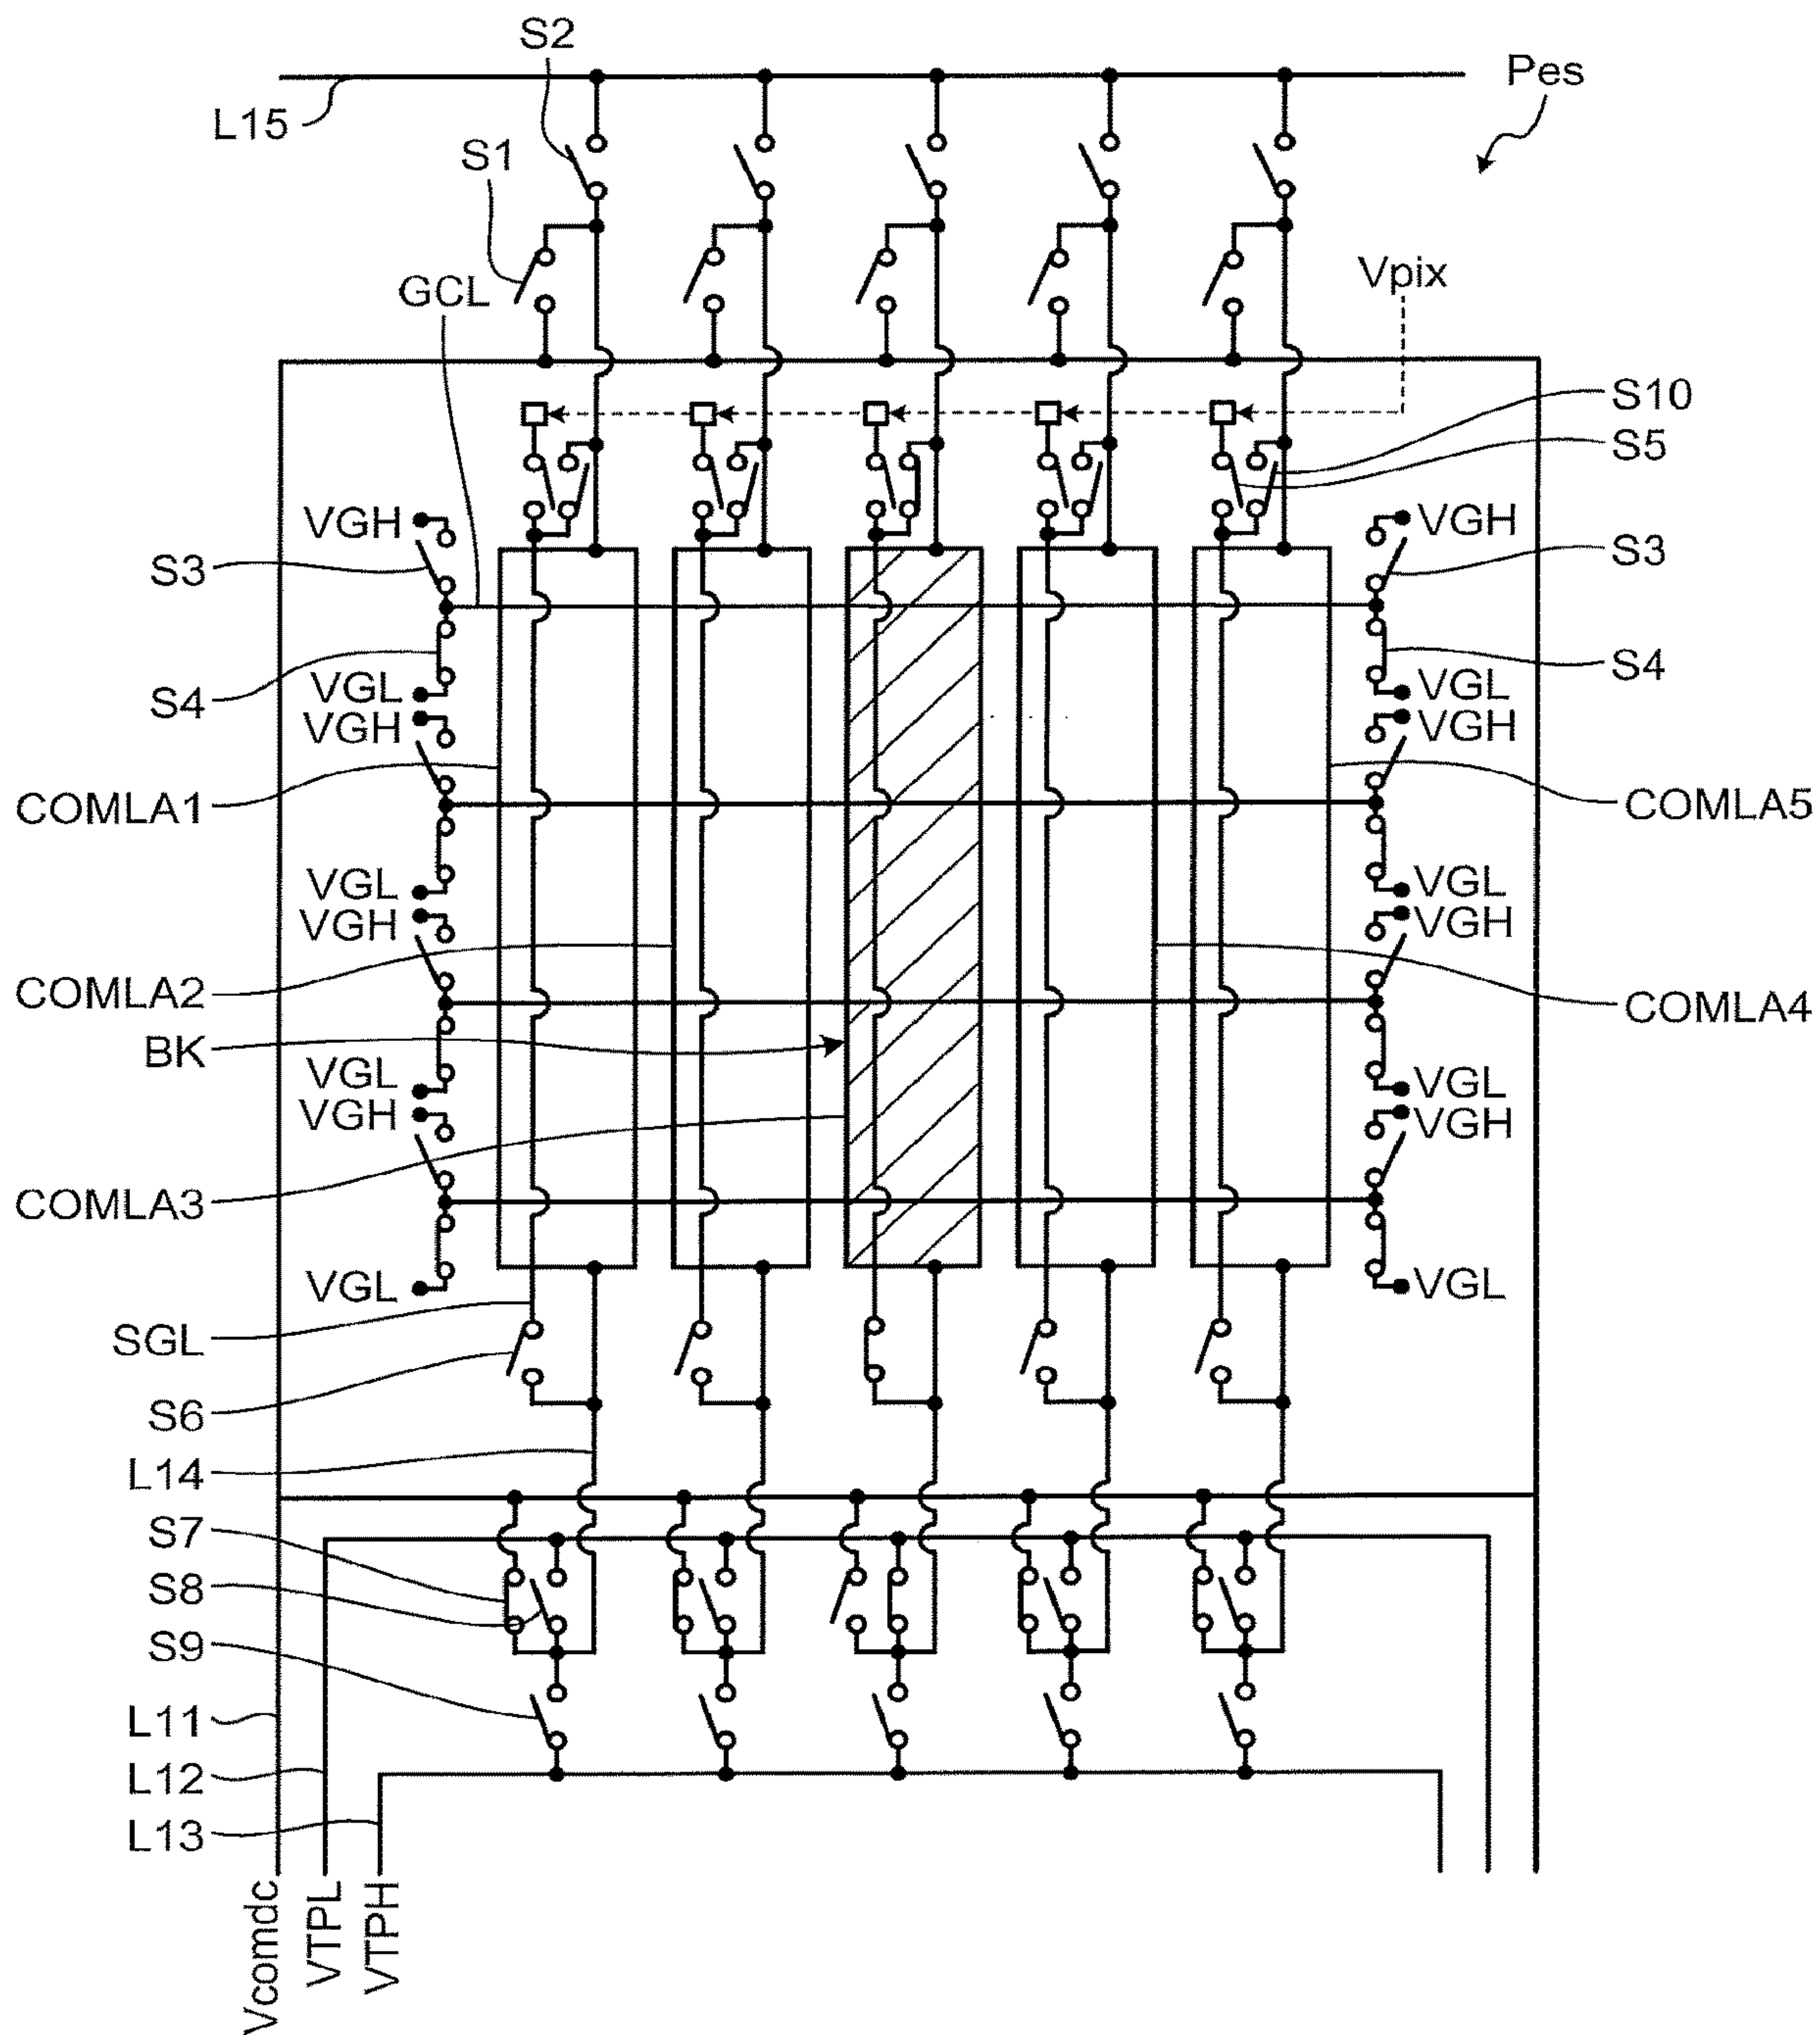 S2
Pes
L15
S1
GCL
Vpix
S10
S5
VGH
VGH
S3
S3
S4
S4
VGL
VGL
VGH
VGH
COMLA1
COMLA5
VGL
VGL
VGH
VGH
COMLA2
COMLA4
BK
VGL
VGL
VGH
VGH
COMLA3
VGL
VGL
SGL
S6
L14
S7
S8
S9
L11
L12
L13
Vcomdc
VTPL
VTPH